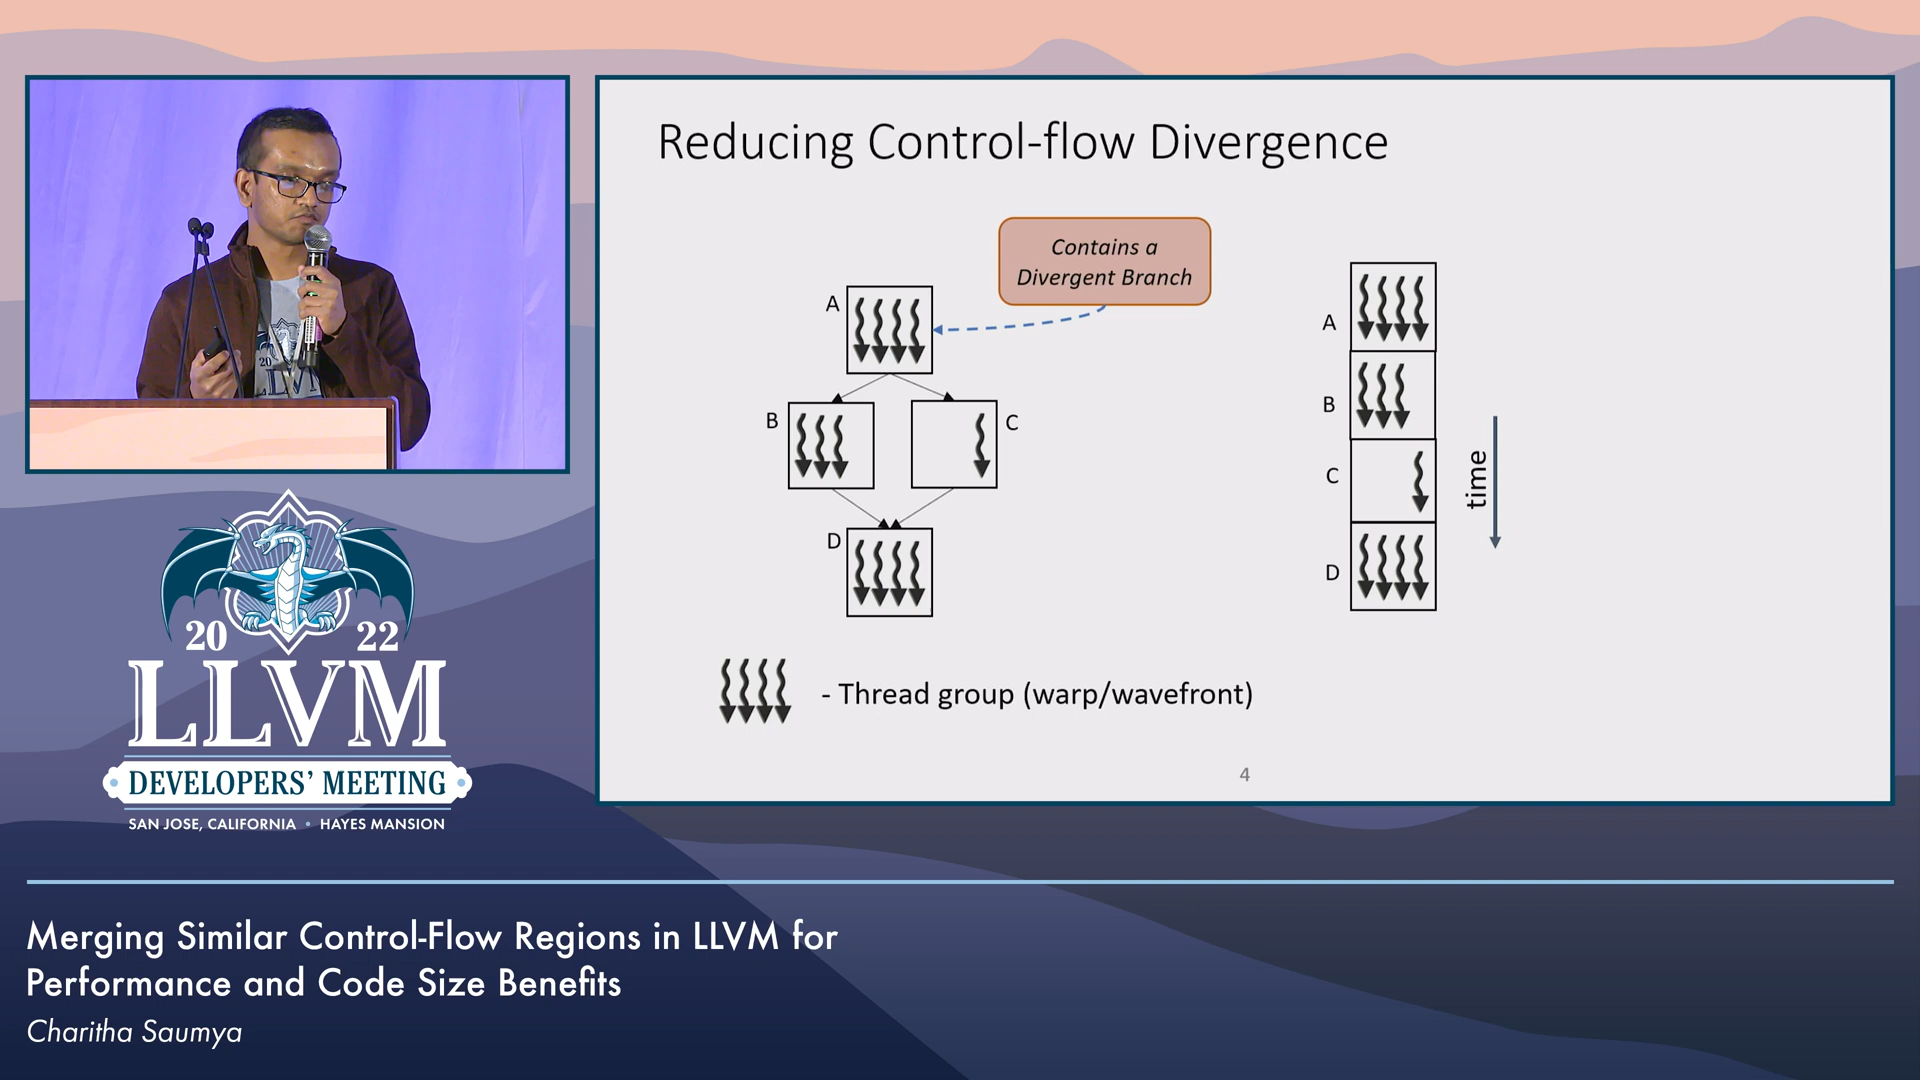 Reducing Control-flow Divergence
Contains a
Divergent Branch
A
B
C
D
A
B
C
D
time
- Thread group (warp/wavefront)
4
20
LLV
20 22
LLVM
DEVELOPERS' MEETING
SAN JOSE, CALIFORNIA • HAYES MANSION
Merging Similar Control-Flow Regions in LLVM for
Performance and Code Size Benefits
Charitha Saumya